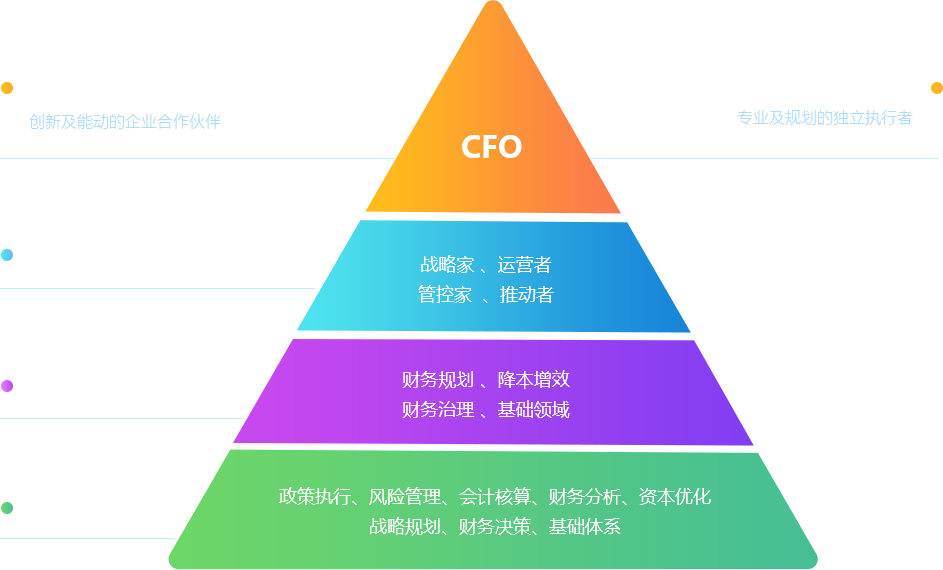 创新及能动的企业合作伙伴
专业及规划的独立执行者
CFO
战略家 、运营者
管控家 、推动者
财务规划 、降本增效
财务治理 、基础领域
政策执行、风险管理、会计核算、财务分析、资本优化
战略规划、财务决策、基础体系